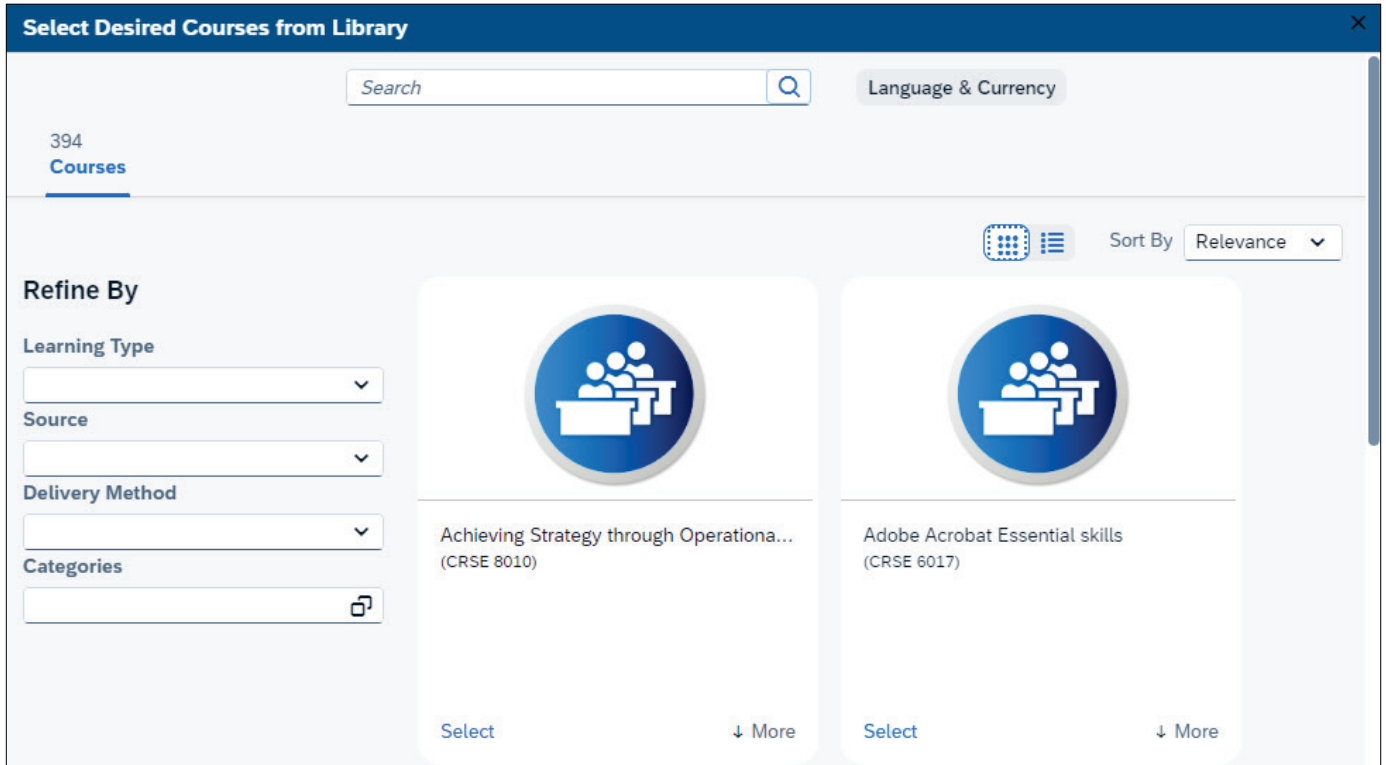 Select Desired Courses from Library
Search
Language & Currency
394
Courses
Sort By Relevance
Refine By
Learning Type
Source
Delivery Method
Categories
Achieving Strategy through Operationa...
(CRSE 8010)
Select ↓ More
Adobe Acrobat Essential skills
(CRSE 6017)
Select ↓ More